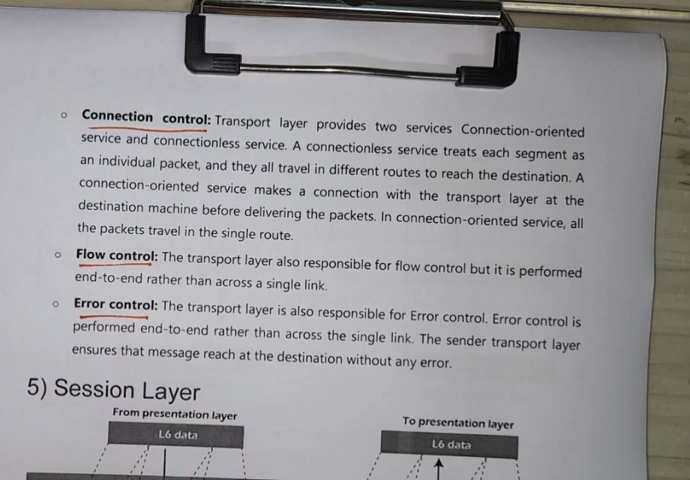 o Connection control: Transport layer provides two services Connection-oriented
service and connectionless service. A connectionless service treats each segment as
an individual packet, and they all travel in different routes to reach the destination. A
connection-oriented service makes a connection with the transport layer at the
destination machine before delivering the packets. In connection-oriented service, all
the packets travel in the single route.
o Flow control: The transport layer also responsible for flow control but it is performed
end-to-end rather than across a single link.
o Error control: The transport layer is also responsible for Error control. Error control is
performed end-to-end rather than across the single link. The sender transport layer
ensures that message reach at the destination without any error.
5) Session Layer
From presentation layer
L6 data
To presentation layer
L6 data